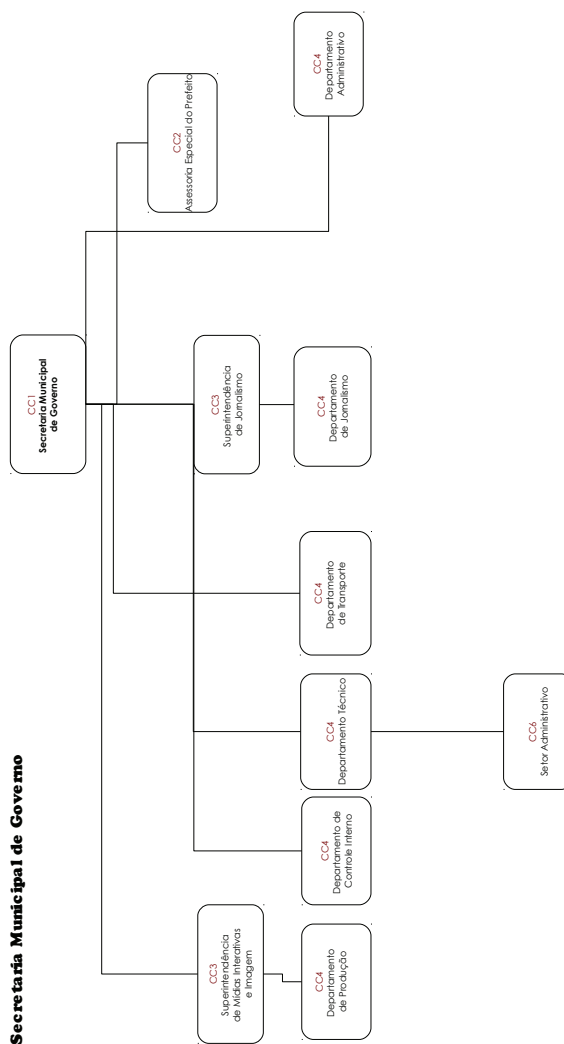 Secretaria Municipal de Governo
CC1
Secretaria Municipal
de Governo
CC2
Assessoria Especial do Prefeito
CC3
Superintendência
de Mídias Interativas
e Imagem
CC3
Superintendência
de Jornalismo
CC4
Departamento
de Produção
CC4
Departamento de
Controle Interno
CC4
Departamento Técnico
CC4
Departamento
de Transporte
CC4
Departamento
de Jornalismo
CC4
Departamento
Administrativo
CC6
Setor Administrativo